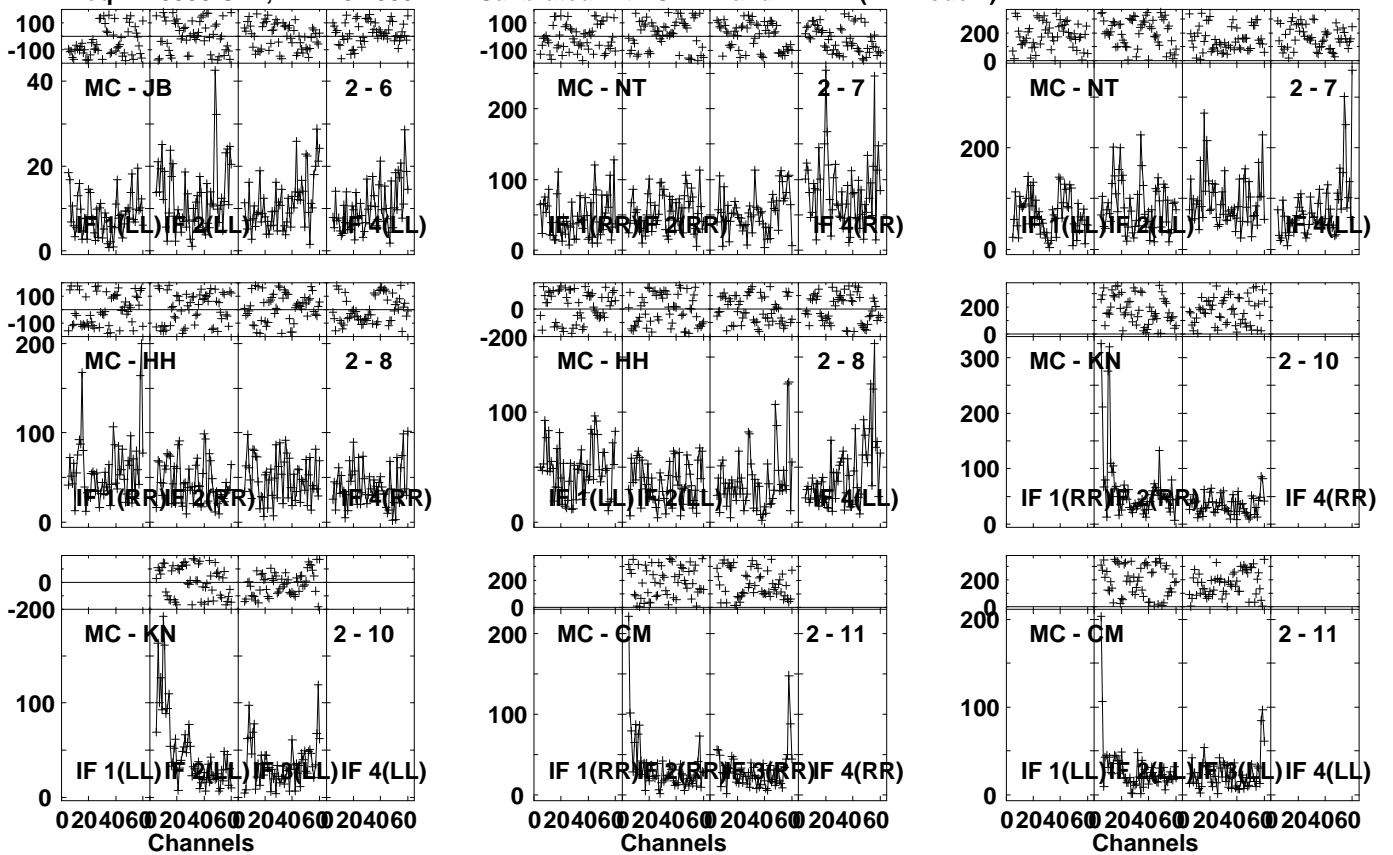 100
-100
MC - JB 2 - 6
40
20
0
IF 1(LL) IF 2(LL) IF 4(LL)
100
-100
MC - NT 2 - 7
200
100
0
IF 1(RR) IF 2(RR) IF 4(RR)
200
0
MC - NT 2 - 7
200
0
IF 1(LL) IF 2(LL) IF 4(LL)
100
-100
200
MC - HH 2 - 8
100
0
IF 1(RR) IF 2(RR) IF 4(RR)
0
-200
MC - HH 2 - 8
100
0
IF 1(LL) IF 2(LL) IF 4(LL)
200
0
MC - KN 2 - 10
300
200
100
0
IF 1(RR) IF 2(RR) IF 4(RR)
0
-200
MC - KN 2 - 10
100
0
IF 1(LL) IF 2(LL) IF 3(LL) IF 4(LL)
0 20 40 60 0 20 40 60 0 20 40 60 0 20 40 60
Channels
200
0
MC - CM 2 - 11
200
100
0
IF 1(RR) IF 2(RR) IF 3(RR) IF 4(RR)
0 20 40 60 0 20 40 60 0 20 40 60 0 20 40 60
Channels
200
0
MC - CM 2 - 11
200
100
0
IF 1(LL) IF 2(LL) IF 3(LL) IF 4(LL)
0 20 40 60 0 20 40 60 0 20 40 60 0 20 40 60
Channels